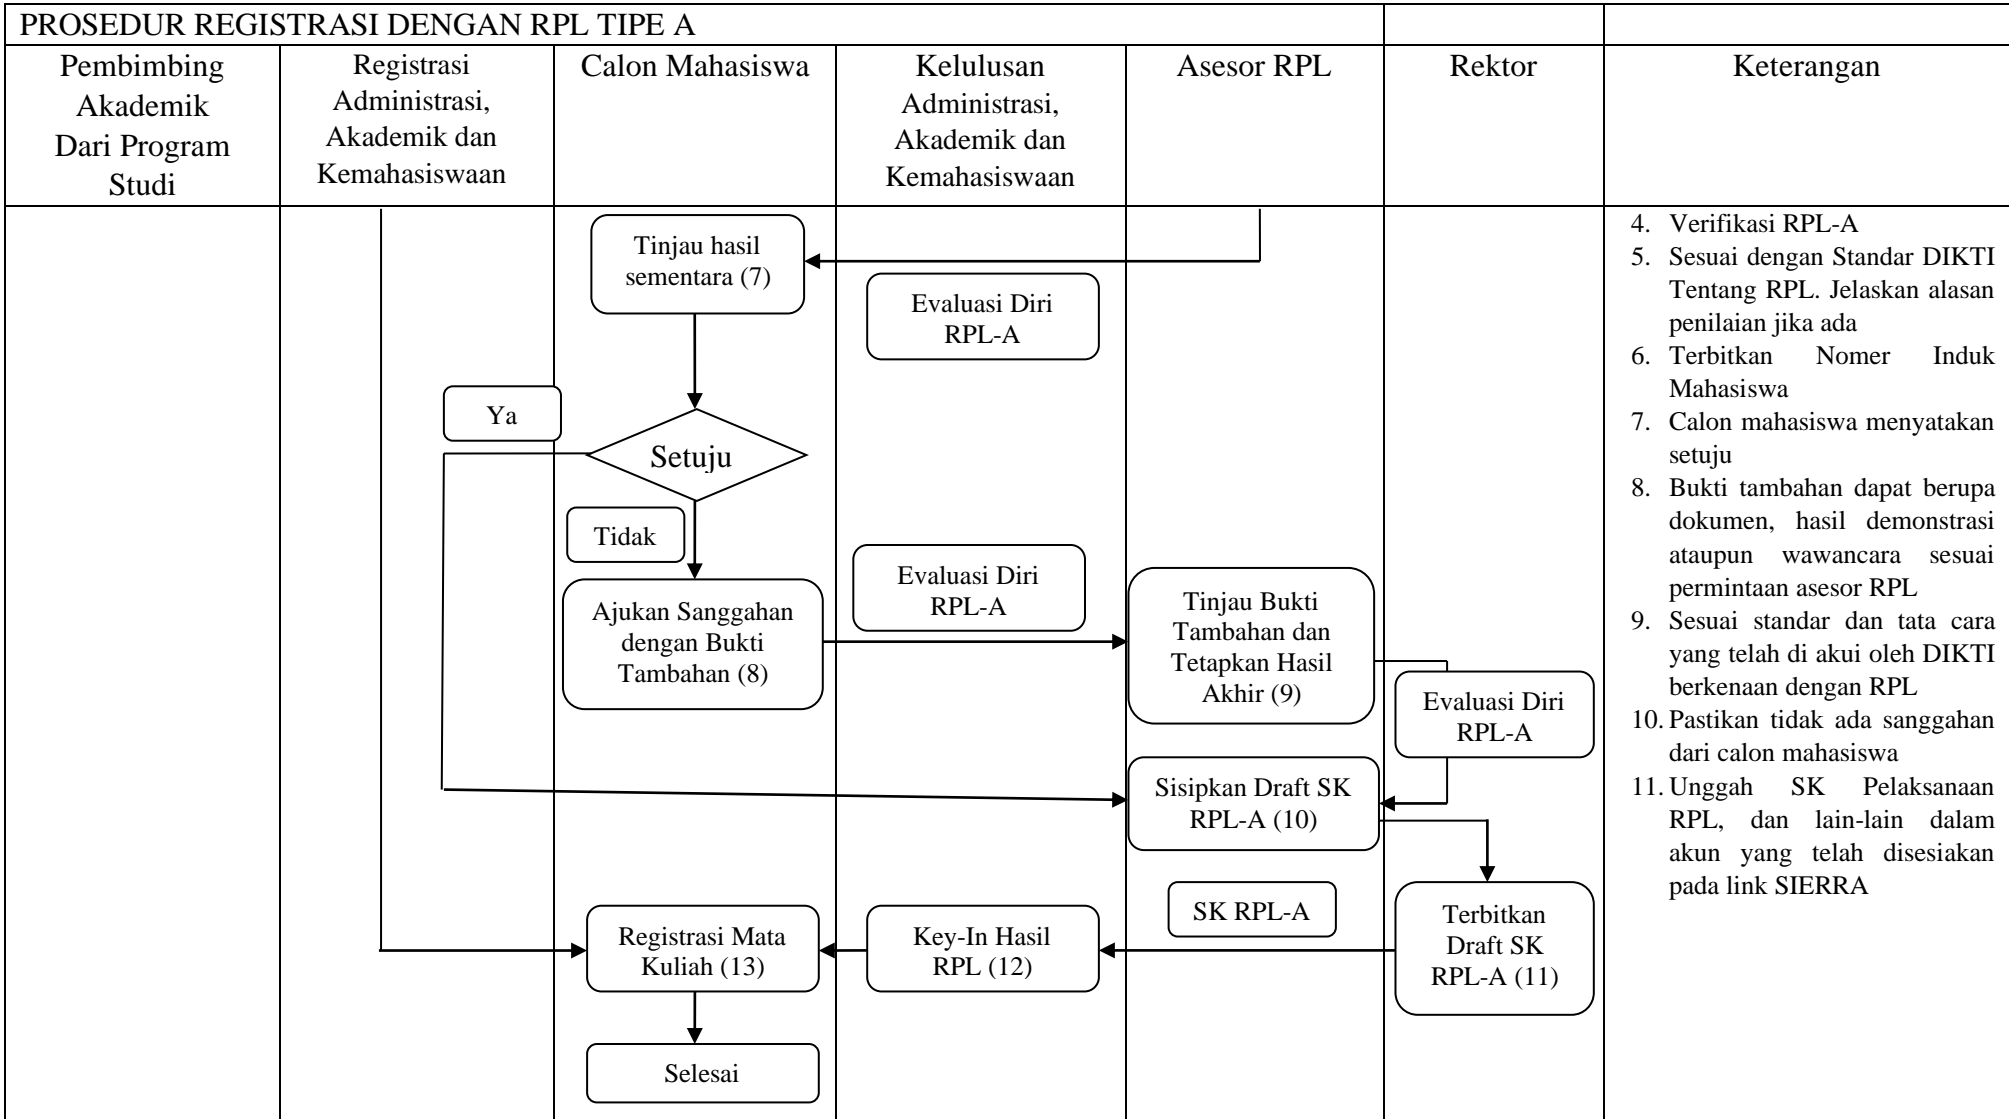 PROSEDUR REGISTRASI DENGAN RPL TIPE A
Pembimbing
Akademik
Dari Program
Studi
Registrasi
Administrasi,
Akademik dan
Kemahasiswaan
Calon Mahasiswa
Kelulusan
Administrasi,
Akademik dan
Kemahasiswaan
Asesor RPL
Rektor
Keterangan
Tinjau hasil
sementara (7)
Evaluasi Diri
RPL-A
Ya
Setuju
Tidak
Ajukan Sanggahan
dengan Bukti
Tambahan (8)
Evaluasi Diri
RPL-A
Tinjau Bukti
Tambahan dan
Tetapkan Hasil
Akhir (9)
Evaluasi Diri
RPL-A
Sisipkan Draft SK
RPL-A (10)
SK RPL-A
Terbitkan
Draft SK
RPL-A (11)
Key-In Hasil
RPL (12)
Registrasi Mata
Kuliah (13)
Selesai
4. Verifikasi RPL-A
5. Sesuai dengan Standar DIKTI
Tentang RPL. Jelaskan alasan
penilaian jika ada
6. Terbitkan Nomer Induk
Mahasiswa
7. Calon mahasiswa menyatakan
setuju
8. Bukti tambahan dapat berupa
dokumen, hasil demonstrasi
ataupun wawancara sesuai
permintaan asesor RPL
9. Sesuai standar dan tata cara
yang telah di akui oleh DIKTI
berkenaan dengan RPL
10. Pastikan tidak ada sanggahan
dari calon mahasiswa
11. Unggah SK Pelaksanaan
RPL, dan lain-lain dalam
akun yang telah disesiakan
pada link SIERRA